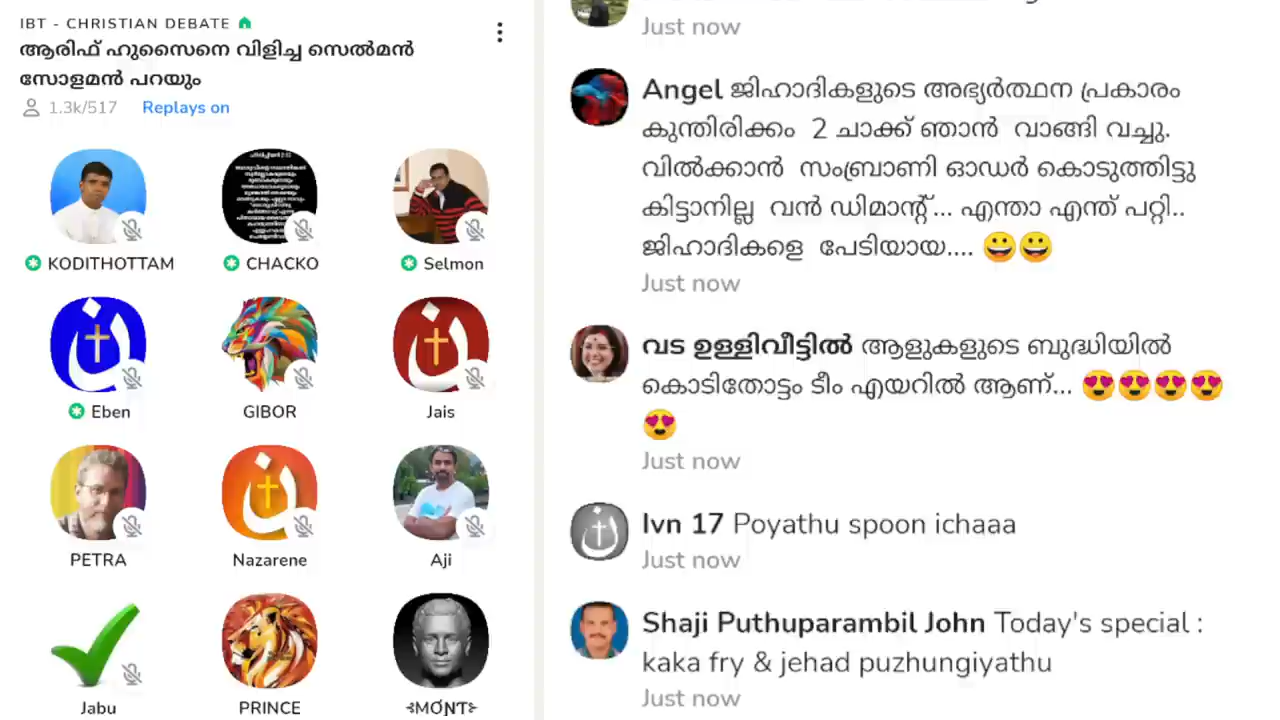 IBT - CHRISTIAN DEBATE
ആരിഫ് ഹുസൈനെ വിളിച്ച സെൽമൻ
സോളമൻ പറയും
1.3k/517 Replays on
KODITHOTTAM CHACKO Selmon
Eben GIBOR Jais
PETRA Nazarene Aji
Jabu PRINCE ⊰MƠƝƬ⊱
Just now
Angel ജിഹാദികളുടെ അഭ്യർത്ഥന പ്രകാരം
കുന്തിരിക്കം 2 ചാക്ക് ഞാൻ വാങ്ങി വച്ചു.
വിൽക്കാൻ സംബ്രാണി ഓഡർ കൊടുത്തിട്ടു
കിട്ടാനില്ല വൻ ഡിമാന്റ്... എന്താ എന്ത് പറ്റി..
ജിഹാദികളെ പേടിയായ.... 😀😀
Just now
വട ഉള്ളിവീട്ടിൽ ആളുകളുടെ ബുദ്ധിയിൽ
കൊടിതോട്ടം ടീം എയറിൽ ആണ്... 😍😍😍😍
😍
Just now
Ivn 17 Poyathu spoon ichaaa
Just now
Shaji Puthuparambil John Today's special :
kaka fry & jehad puzhungiyathu
Just now